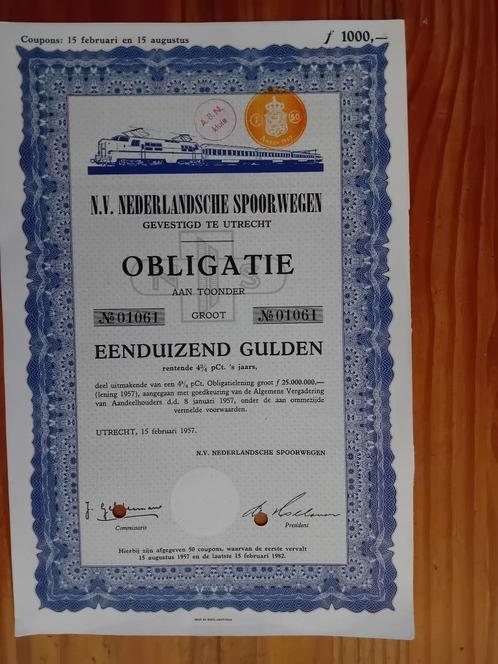 Coupons: 15 februari en 15 augustus
ƒ 1000,—
A.B.N.
N.V. NEDERLANDSCHE SPOORWEGEN
GEVESTIGD TE UTRECHT
OBLIGATIE
AAN TOONDER
№ 01061 GROOT № 01061
EENDUIZEND GULDEN
rentende 4¾ pCt. 's jaars,
deel uitmakende van een 4¾ pCt. Obligatielening groot ƒ 25.000.000,—
(lening 1957), aangegaan met goedkeuring van de Algemene Vergadering
van Aandeelhouders d.d. 8 januari 1957, onder de aan ommezijde
vermelde voorwaarden.
UTRECHT, 15 februari 1957.
N.V. NEDERLANDSCHE SPOORWEGEN
Commissaris
President
Hierbij zijn afgegeven 50 coupons, waarvan de eerste vervalt
15 augustus 1957 en de laatste 15 februari 1982.